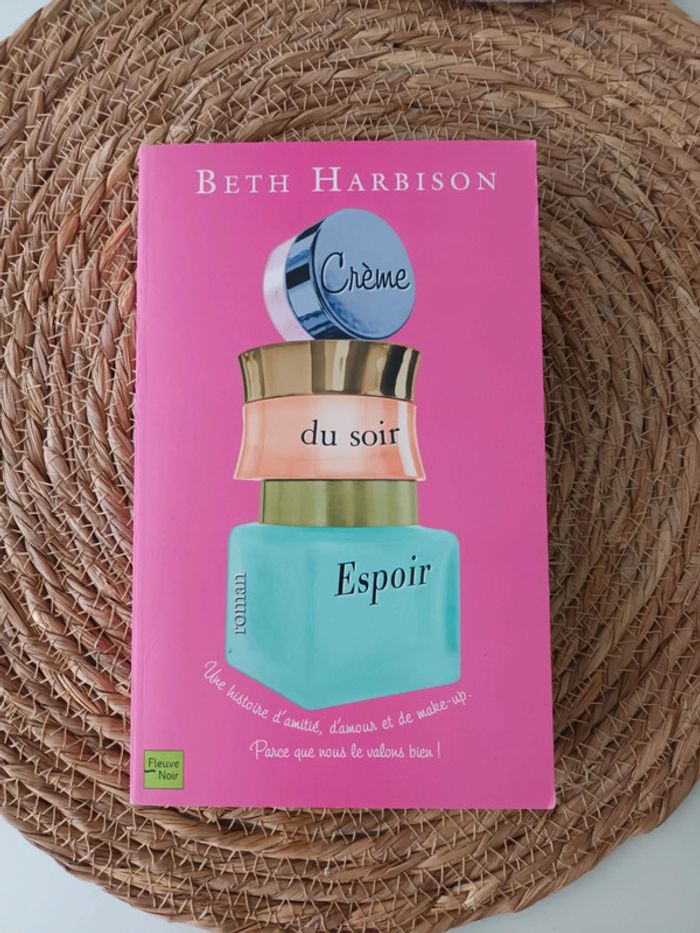 BETH HARBISON
Crème
du soir
Espoir
roman
Une histoire d'amitié, d'amour et de make-up.
Parce que nous le valons bien !
Fleuve
Noir